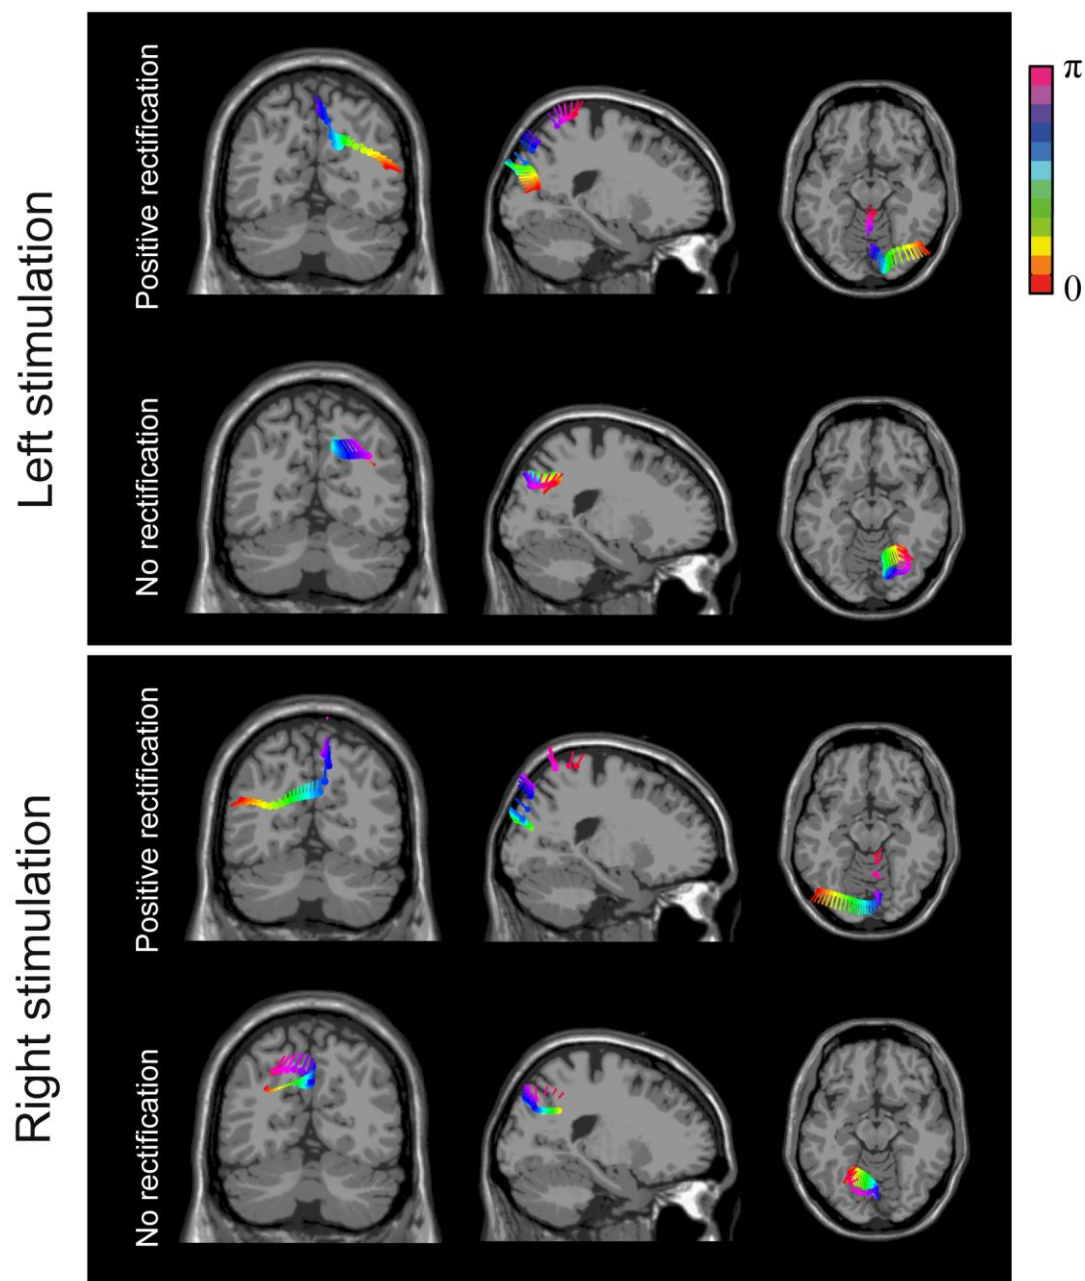 Left stimulation
Positive rectification
No rectification
π
0
Right stimulation
Positive rectification
No rectification